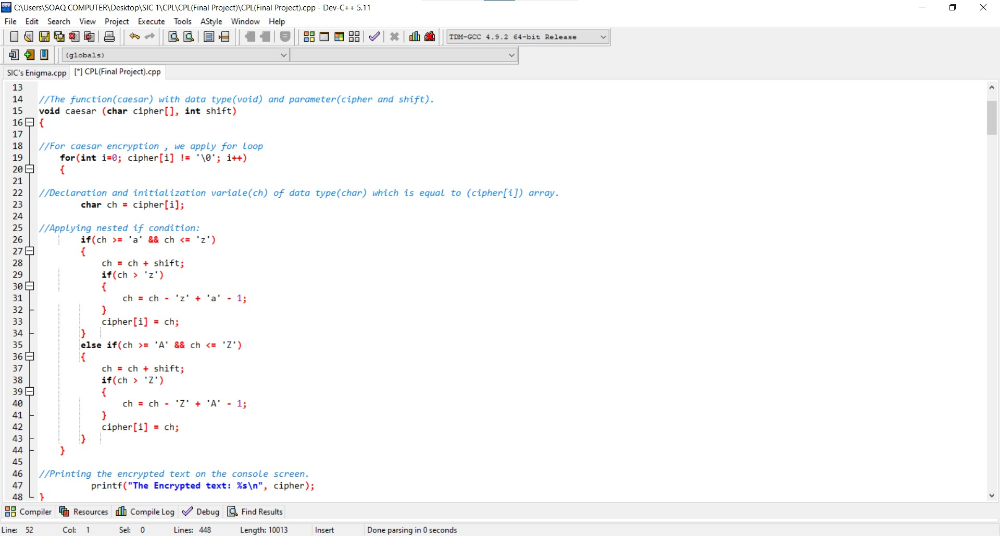 C:\Users\SOAQ COMPUTER\Desktop\SIC 1\CPL\CPL(Final Project)\CPL(Final Project).cpp - Dev-C++ 5.11
File Edit Search View Project Execute Tools AStyle Window Help
TDM-GCC 4.9.2 64-bit Release
(globals)
SIC's Enigma.cpp [*] CPL(Final Project).cpp
13
14 //The function(caesar) with data type(void) and parameter(cipher and shift).
15 void caesar (char cipher[], int shift)
16 {
17
18 //For caesar encryption , we apply for loop
19     for(int i=0; cipher[i] != '\0'; i++)
20     {
21
22 //Declaration and initialization variale(ch) of data type(char) which is equal to (cipher[i]) array.
23         char ch = cipher[i];
24
25 //Applying nested if condition:
26         if(ch >= 'a' && ch <= 'z')
27         {
28             ch = ch + shift;
29             if(ch > 'z')
30             {
31                 ch = ch - 'z' + 'a' - 1;
32             }
33             cipher[i] = ch;
34         }
35         else if(ch >= 'A' && ch <= 'Z')
36         {
37             ch = ch + shift;
38             if(ch > 'Z')
39             {
40                 ch = ch - 'Z' + 'A' - 1;
41             }
42             cipher[i] = ch;
43         }
44     }
45
46 //Printing the encrypted text on the console screen.
47           printf("The Encrypted text: %s\n", cipher);
48 }
Compiler Resources Compile Log Debug Find Results
Line: 52 Col: 1 Sel: 0 Lines: 448 Length: 10013 Insert Done parsing in 0 seconds